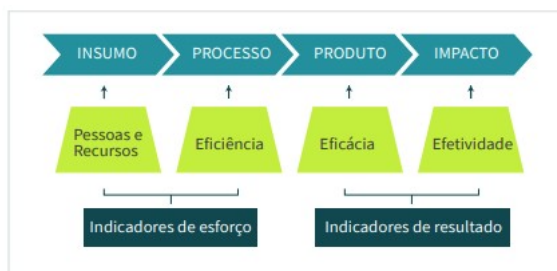 INSUMO PROCESSO PRODUTO IMPACTO
Pessoas e
Recursos
Eficiência
Eficácia
Efetividade
Indicadores de esforço
Indicadores de resultado